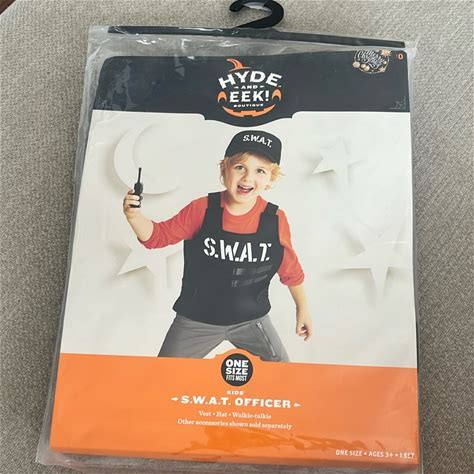 HYDE
AND
EEK!
BOUTIQUE
S.W.A.T.
S.W.A.T.
ONE
SIZE
FITS MOST
KIDS'
S.W.A.T. OFFICER
Vest • Hat • Walkie-talkie
Other accessories shown sold separately
ONE SIZE • AGES 3+ • 1 SET